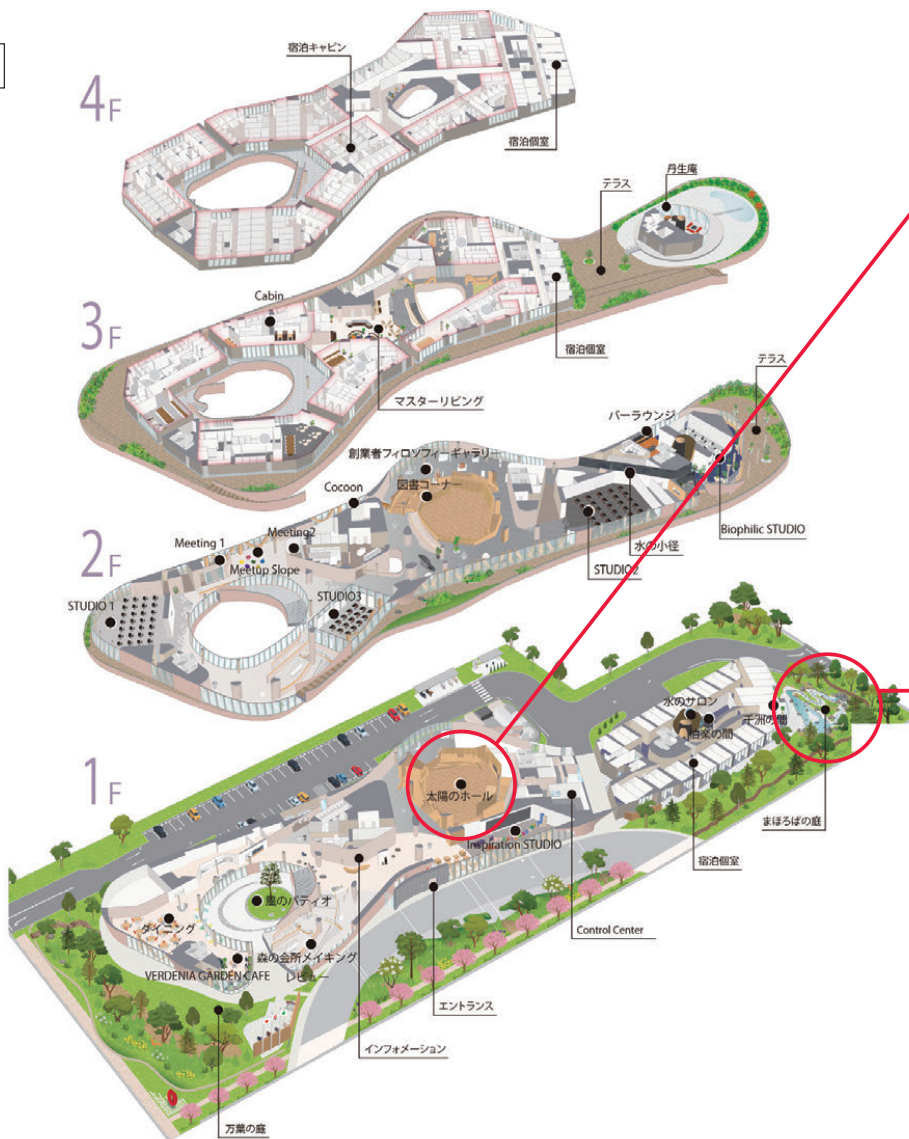 4F
宿泊キャビン
宿泊個室
3F
テラス
丹生庵
Cabin
マスターリビング
宿泊個室
2F
テラス
バーラウンジ
創業者フィロソフィーギャラリー
図書コーナー
Cocoon
Meeting2
Meeting 1
Meetup Slope
STUDIO 1
STUDIO3
STUDIO2
水の小径
Biophilic STUDIO
1F
水のサロン
千洲の間
太陽のホール
まほろばの庭
Inspiration STUDIO
宿泊個室
風のパティオ
ダイニング
Control Center
VERDENIA GARDEN CAFE
森の会所メイキング
レビュー
エントランス
インフォメーション
万葉の庭